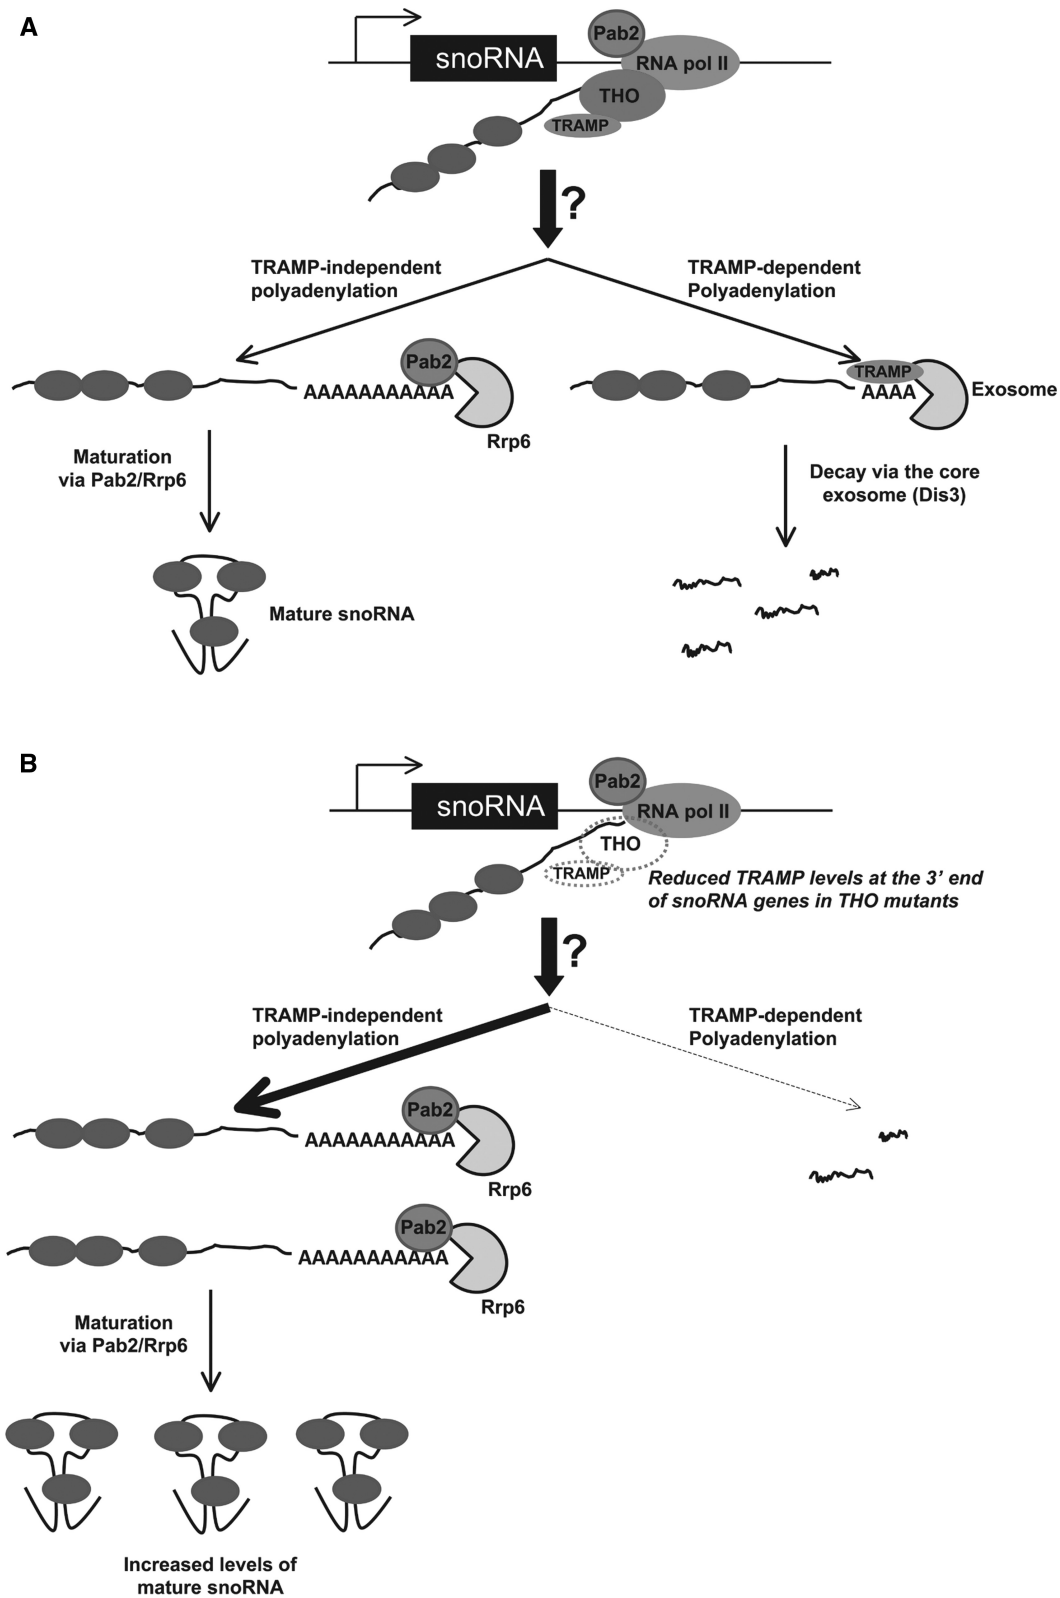 A
Pab2
snoRNA
RNA pol II
THO
TRAMP
?
TRAMP-independent
polyadenylation
TRAMP-dependent
Polyadenylation
Pab2
AAAAAAAAAAA
Rrp6
TRAMP
AAAA
Exosome
Maturation
via Pab2/Rrp6
Decay via the core
exosome (Dis3)
Mature snoRNA
B
Pab2
snoRNA
RNA pol II
THO
TRAMP
Reduced TRAMP levels at the 3’ end
of snoRNA genes in THO mutants
?
TRAMP-independent
polyadenylation
TRAMP-dependent
Polyadenylation
Pab2
AAAAAAAAAAA
Rrp6
Pab2
AAAAAAAAAAA
Rrp6
Maturation
via Pab2/Rrp6
Increased levels of
mature snoRNA